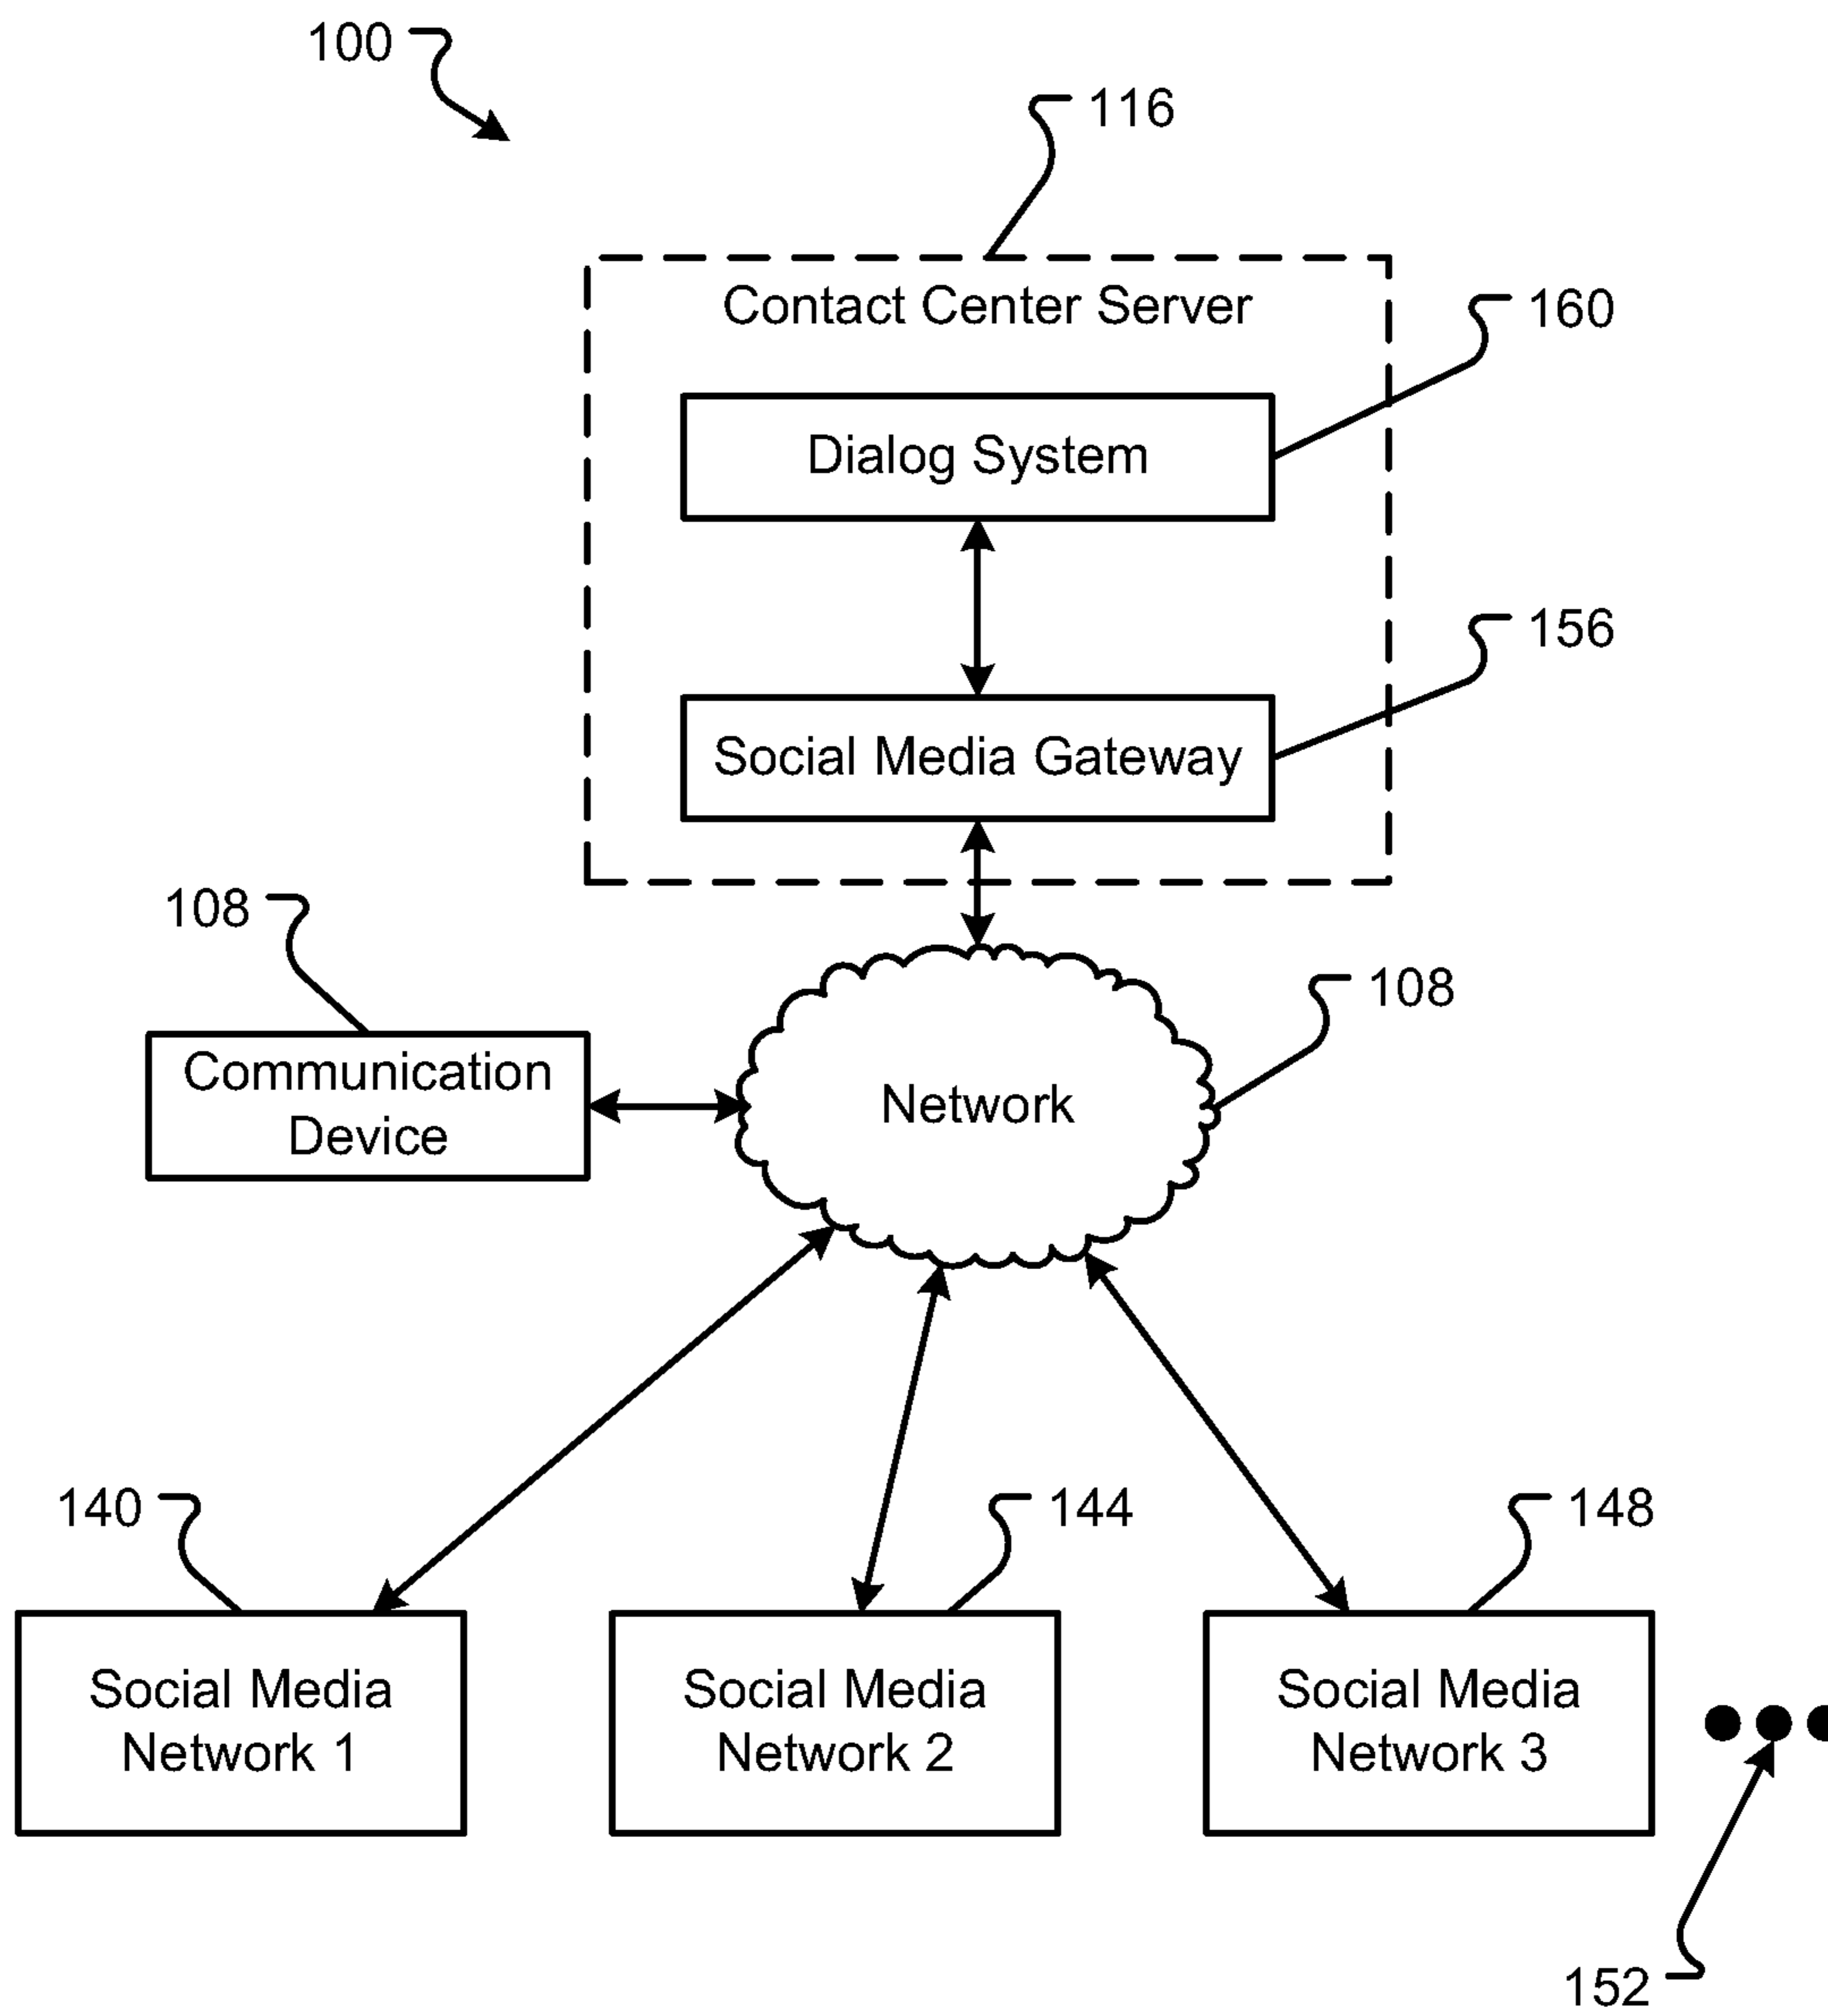 100
116
Contact Center Server
160
Dialog System
156
Social Media Gateway
108
108
Communication
Device
Network
140
144
148
Social Media
Network 1
Social Media
Network 2
Social Media
Network 3
152